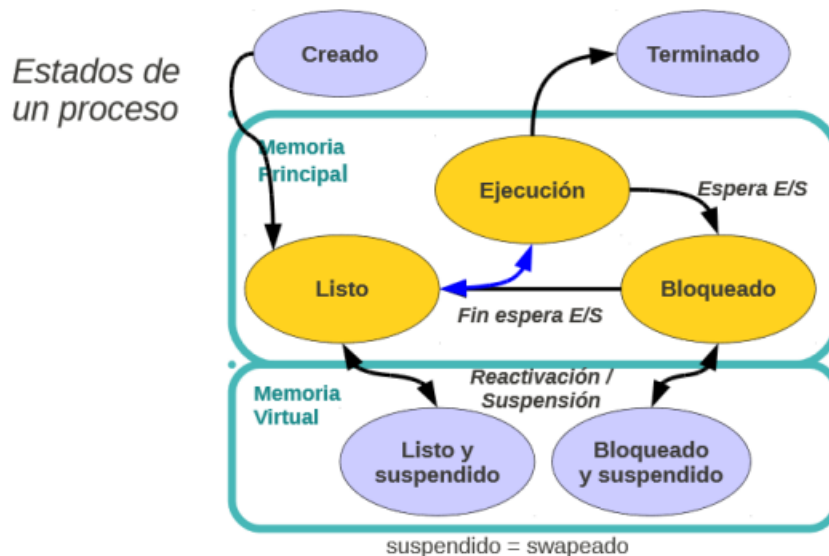 Estados de
un proceso
Creado
Terminado
Memoria
Principal
Ejecución
Espera E/S
Listo
Bloqueado
Fin espera E/S
Memoria
Virtual
Reactivación /
Suspensión
Listo y
suspendido
Bloqueado
y suspendido
suspendido = swapeado